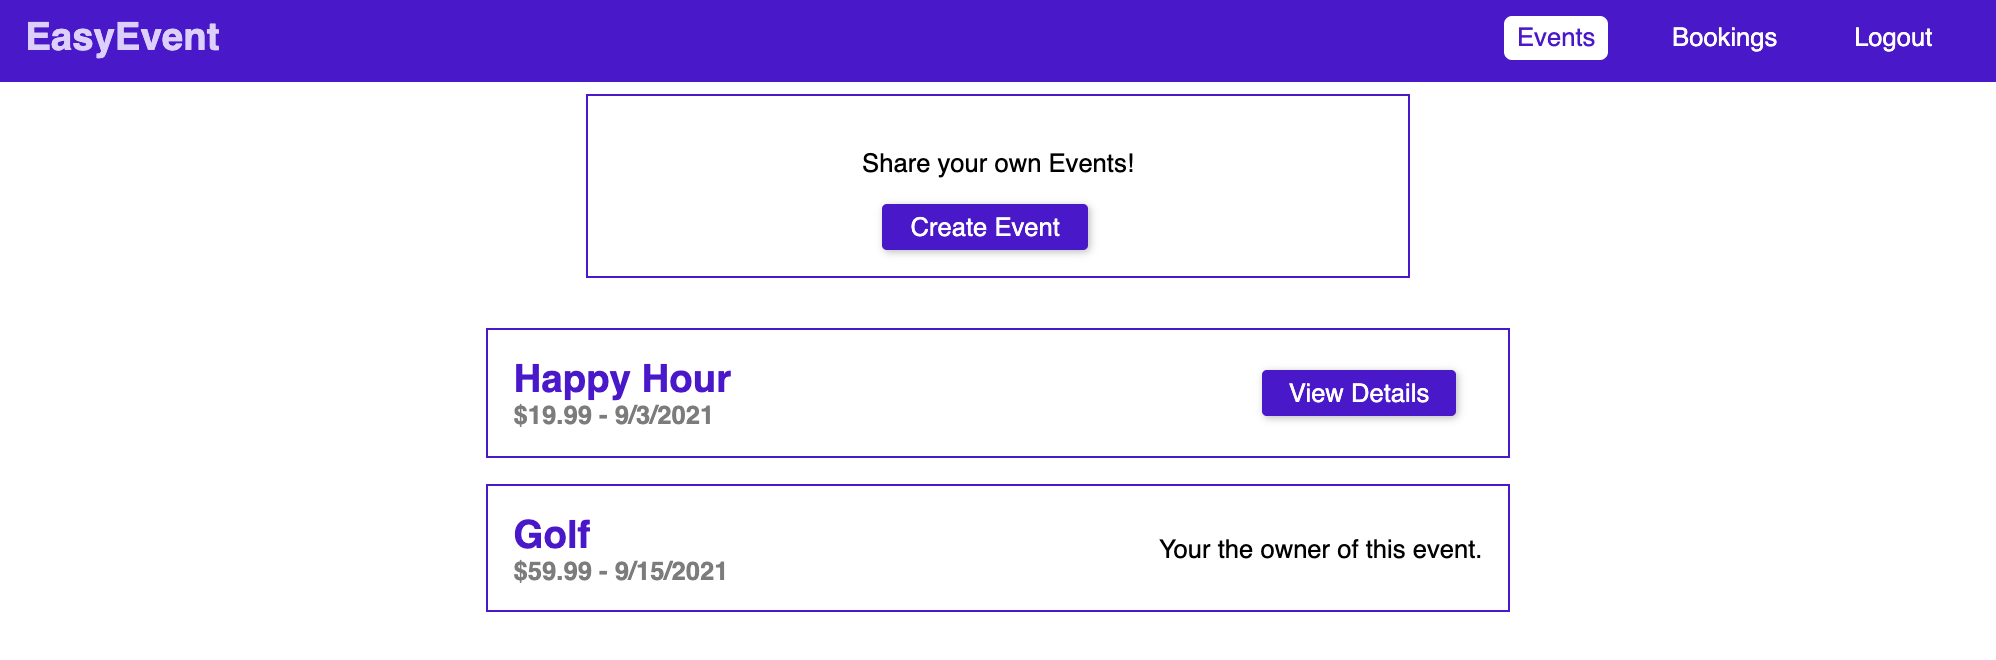 EasyEvent
Events
Bookings
Logout
Share your own Events!
Create Event
Happy Hour
$19.99 - 9/3/2021
View Details
Golf
$59.99 - 9/15/2021
Your the owner of this event.